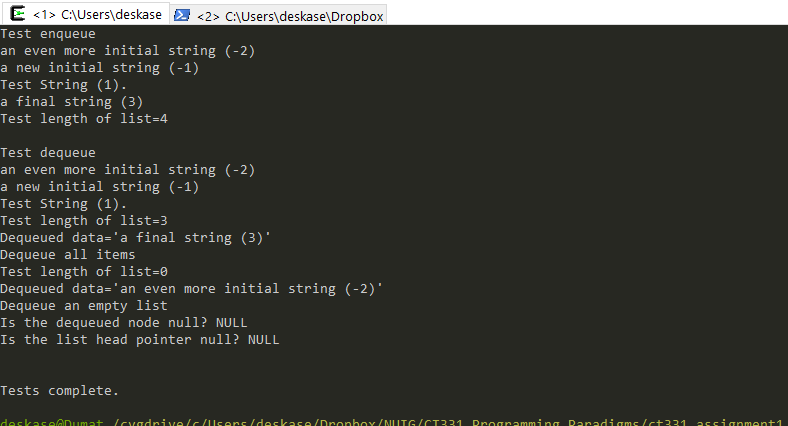 <1> C:\Users\deskase
<2> C:\Users\deskase\Dropbox
Test enqueue
an even more initial string (-2)
a new initial string (-1)
Test String (1).
a final string (3)
Test length of list=4
Test dequeue
an even more initial string (-2)
a new initial string (-1)
Test String (1).
Test length of list=3
Dequeued data='a final string (3)'
Dequeue all items
Test length of list=0
Dequeued data='an even more initial string (-2)'
Dequeue an empty list
Is the dequeued node null? NULL
Is the list head pointer null? NULL
Tests complete.
deskase@Dumat /cygdrive/c/Users/deskase/Dropbox/NUIG/CT331 Programming Paradigms/ct331_assignment1